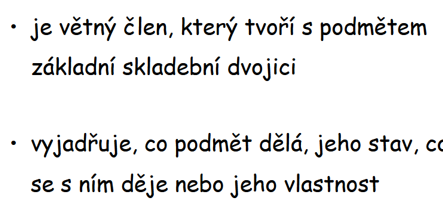 • je větný člen, který tvoří s podmětem
základní skladební dvojici
• vyjadřuje, co podmět dělá, jeho stav,
se s ním děje nebo jeho vlastnost